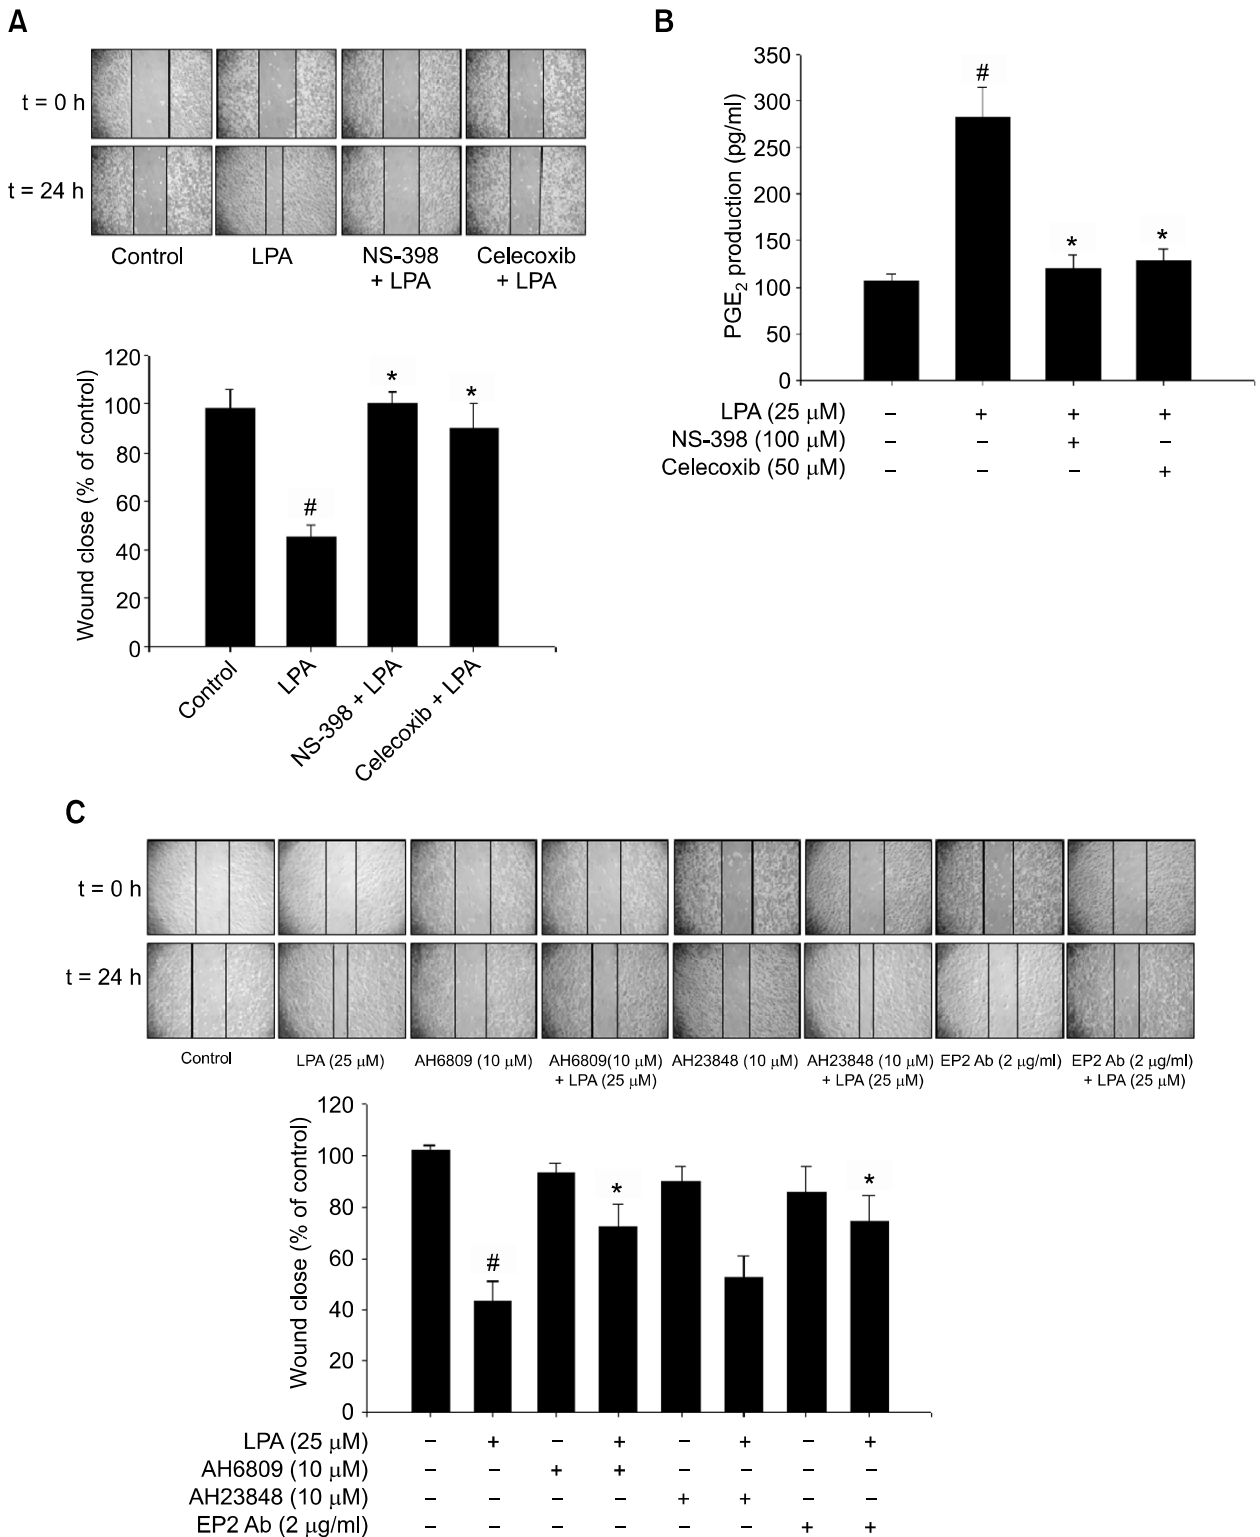 A
t = 0 h
t = 24 h
Control
LPA
NS-398
+ LPA
Celecoxib
+ LPA
Wound close (% of control)
120
100
80
60
40
20
0
*
*
#
Control
LPA
NS-398 + LPA
Celecoxib + LPA
B
PGE2 production (pg/ml)
350
300
250
200
150
100
50
0
#
*
*
LPA (25 μM) – + + +
NS-398 (100 μM) – – + –
Celecoxib (50 μM) – – – +
C
t = 0 h
t = 24 h
Control
LPA (25 μM)
AH6809 (10 μM)
AH6809(10 μM)
+ LPA (25 μM)
AH23848 (10 μM)
AH23848 (10 μM)
+ LPA (25 μM)
EP2 Ab (2 μg/ml)
EP2 Ab (2 μg/ml)
+ LPA (25 μM)
Wound close (% of control)
120
100
80
60
40
20
0
#
*
*
LPA (25 μM) – + – + – + – +
AH6809 (10 μM) – – + + – – – –
AH23848 (10 μM) – – – – + + – –
EP2 Ab (2 μg/ml) – – – – – – + +